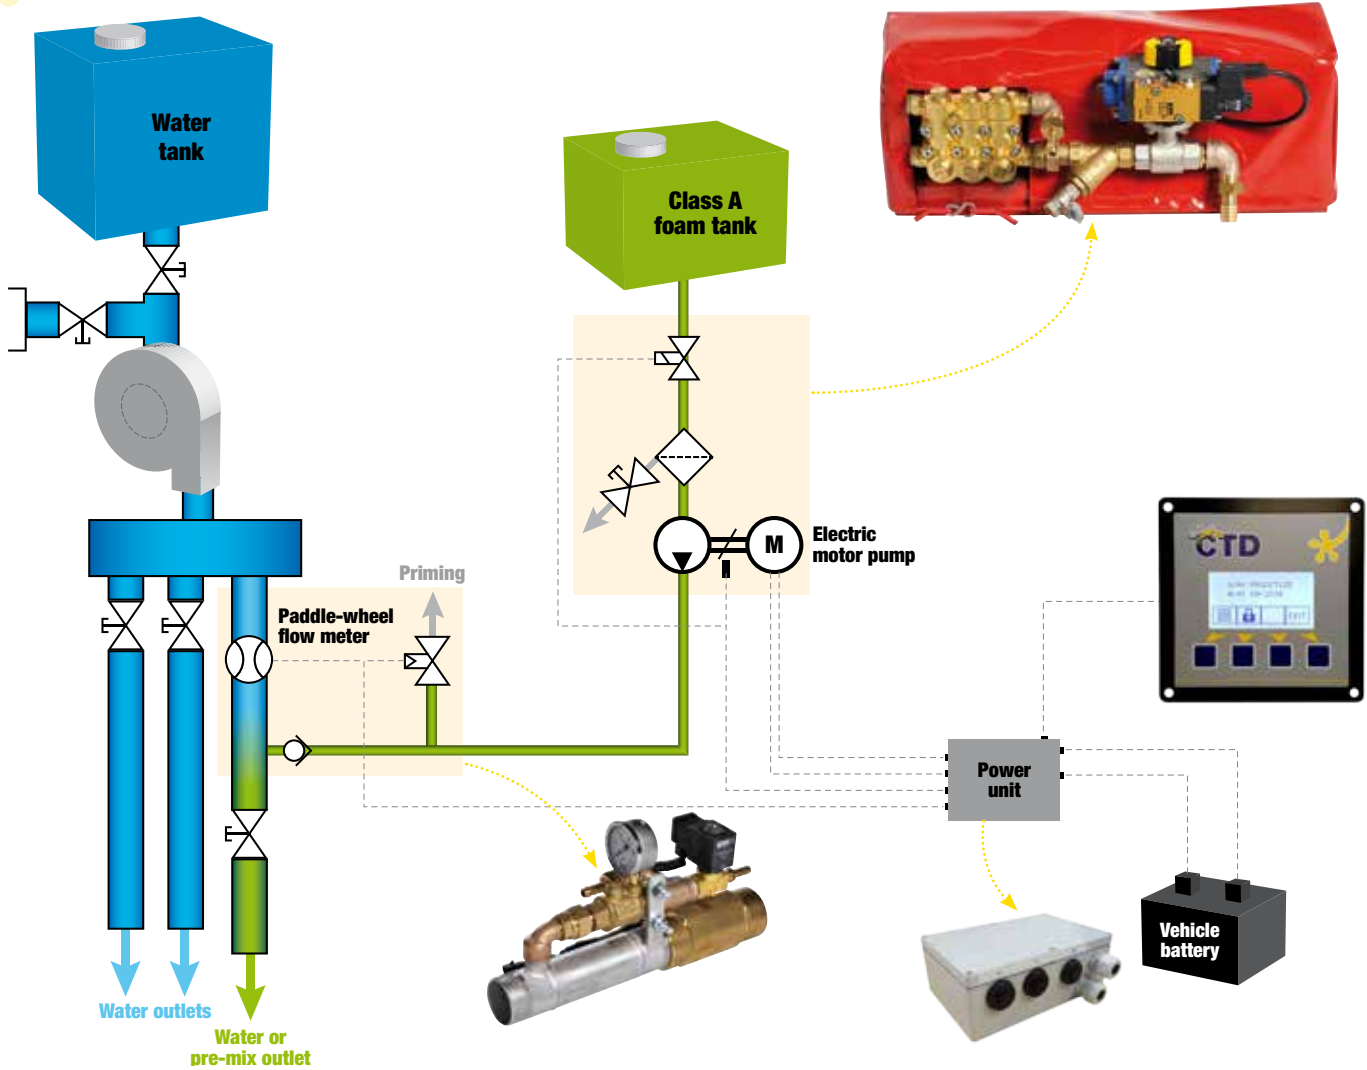 Water
tank
Class A
foam tank
Electric
motor pump
M
Priming
Paddle-wheel
flow meter
CTD
EXIT
Power
unit
Vehicle
battery
Water outlets
Water or
pre-mix outlet